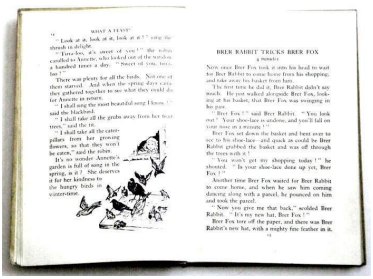 14
WHAT A FEAST!
" Look at it, look at it, look at it ! " sang the
thrush in delight.
" Terra-loo, it's sweet of you ! " the robin
carolled to Annette, who looked out of the window
a hundred times a day. " Sweet of you, terra-
loo ! "
There was plenty for all the birds. Not one of
them starved. And when the spring came
they gathered together to see what they could do
for Annette in return.
" I shall sing the most beautiful song I know,"
said the blackbird.
" I shall take all the grubs away from her fruit
trees," said the tit.
" I shall take all the cater-
pillars from her growing
flowers, so that they won't
be eaten," said the robin.
It's no wonder Annette's
garden is full of song in the
spring, is it ? She deserves
it for her kindness to
the hungry birds in
winter-time.
BRER RABBIT TRICKS BRER FOX
4 minutes
Now once Brer Fox took it into his head to wait
for Brer Rabbit to come home from his shopping,
and take away his basket from him.
The first time he did it, Brer Rabbit didn't say
much. He just walked alongside Brer Fox, look-
ing at his basket, that Brer Fox was swinging in
his paw.
" Brer Fox ! " said Brer Rabbit. " You look
out ! Your shoe-lace is undone, and you'll fall on
your nose in a minute ! "
Brer Fox set down the basket and bent over to
see to his shoe-lace—and quick as could be Brer
Rabbit grabbed the basket and was off through
the trees with it !
" You won't get my shopping today ! " he
shouted. " Is your shoe-lace done up yet, Brer
Fox ? "
Another time Brer Fox waited for Brer Rabbit
to come home, and when he saw him coming
dancing along with a parcel, he pounced on him
and took the parcel.
" Now you give me that back," scolded Brer
Rabbit. " It's my new hat, Brer Fox ! "
Brer Fox tore off the paper, and there was Brer
Rabbit's new hat, with a mighty fine feather in it,